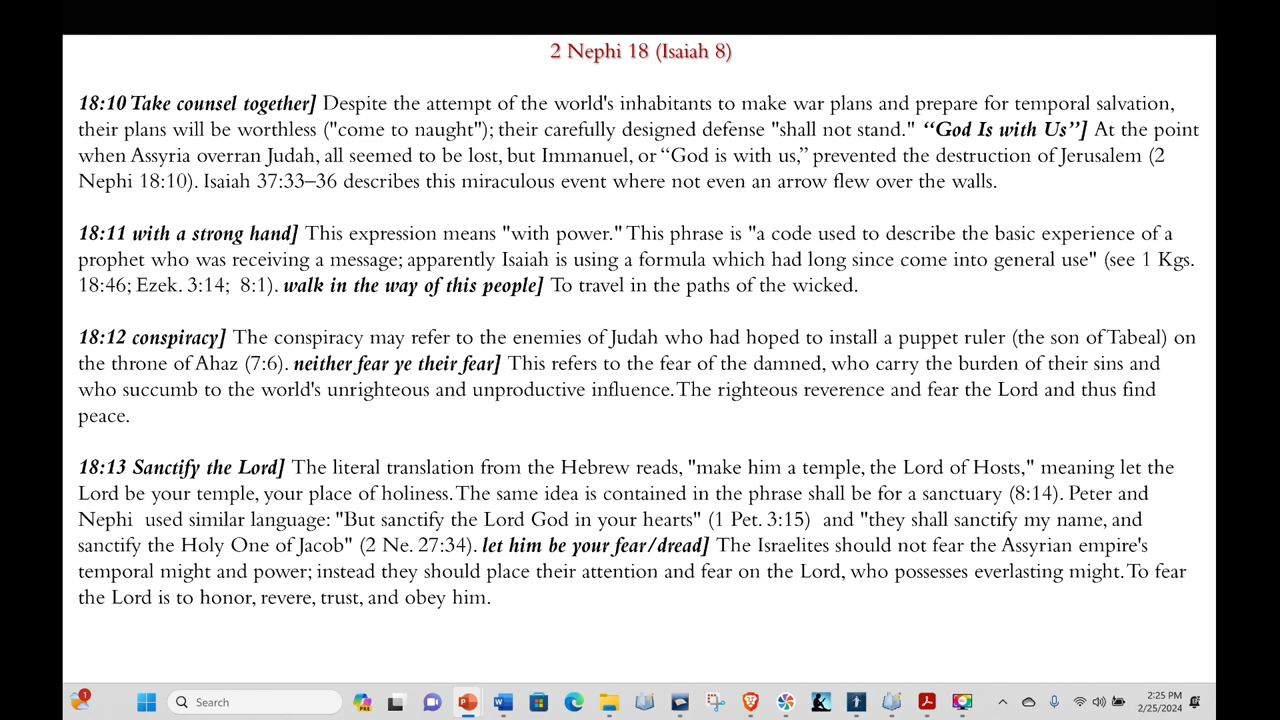 2 Nephi 18 (Isaiah 8)
18:10 Take counsel together] Despite the attempt of the world's inhabitants to make war plans and prepare for temporal salvation,
their plans will be worthless ("come to naught"); their carefully designed defense "shall not stand." “God Is with Us”] At the point
when Assyria overran Judah, all seemed to be lost, but Immanuel, or “God is with us,” prevented the destruction of Jerusalem (2
Nephi 18:10). Isaiah 37:33–36 describes this miraculous event where not even an arrow flew over the walls.
18:11 with a strong hand] This expression means "with power." This phrase is "a code used to describe the basic experience of a
prophet who was receiving a message; apparently Isaiah is using a formula which had long since come into general use" (see 1 Kgs.
18:46; Ezek. 3:14; 8:1). walk in the way of this people] To travel in the paths of the wicked.
18:12 conspiracy] The conspiracy may refer to the enemies of Judah who had hoped to install a puppet ruler (the son of Tabeal) on
the throne of Ahaz (7:6). neither fear ye their fear] This refers to the fear of the damned, who carry the burden of their sins and
who succumb to the world's unrighteous and unproductive influence. The righteous reverence and fear the Lord and thus find
peace.
18:13 Sanctify the Lord] The literal translation from the Hebrew reads, "make him a temple, the Lord of Hosts," meaning let the
Lord be your temple, your place of holiness. The same idea is contained in the phrase shall be for a sanctuary (8:14). Peter and
Nephi used similar language: "But sanctify the Lord God in your hearts" (1 Pet. 3:15) and "they shall sanctify my name, and
sanctify the Holy One of Jacob" (2 Ne. 27:34). let him be your fear/dread] The Israelites should not fear the Assyrian empire's
temporal might and power; instead they should place their attention and fear on the Lord, who possesses everlasting might. To fear
the Lord is to honor, revere, trust, and obey him.
1
Search
PRE
2:25 PM
2/25/2024